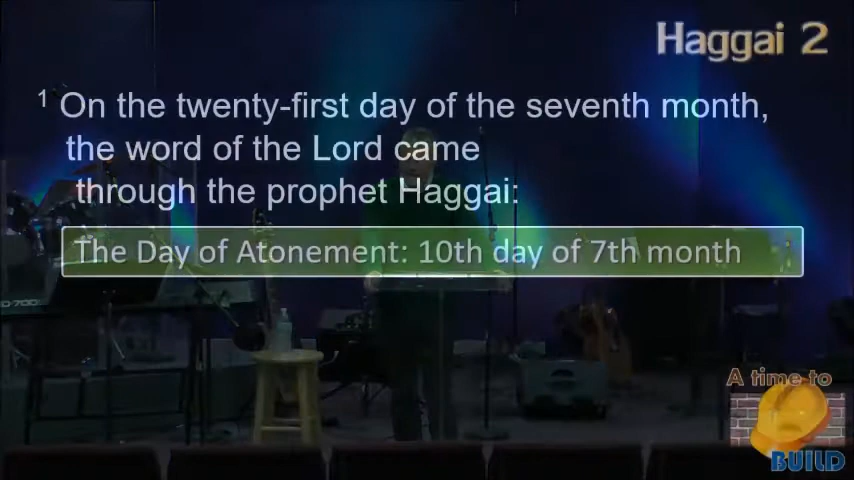 Haggai 2
1 On the twenty-first day of the seventh month,
the word of the Lord came
through the prophet Haggai:
The Day of Atonement: 10th day of 7th month
A time to
BUILD